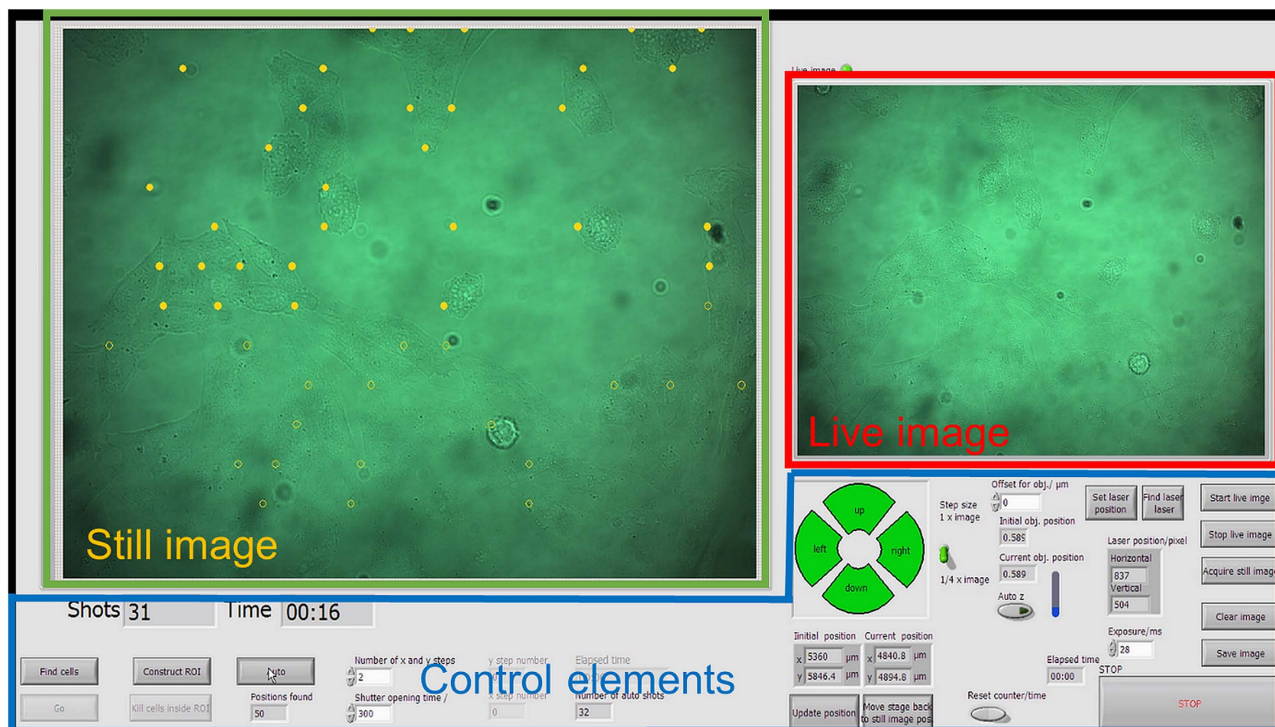 Live image
Still image
Live image
Shots 31 Time 00:16
Find cells
Construct ROI
Auto
Go
Kill cells inside ROI
Positions found
50
Number of x and y steps
2
Shutter opening time /
300
y step number
x step number
0
Elapsed time
Number of auto shots
32
Control elements
up
left
right
down
Step size
1 x image
1/4 x image
Offset for obj./ µm
0
Initial obj. position
0.589
Current obj. position
0.589
Auto z
Set laser
position
Find laser
laser
Laser position/pixel
Horizontal
837
Vertical
504
Start live imge
Stop live image
Acquire still image
Clear image
Save image
Exposure/ms
28
Initial position Current position
x 5360 µm x 4840.8 µm
y 5846.4 µm y 4894.8 µm
Update position
Move stage back
to still image pos.
Elapsed time
00:00
Reset counter/time
STOP
STOP